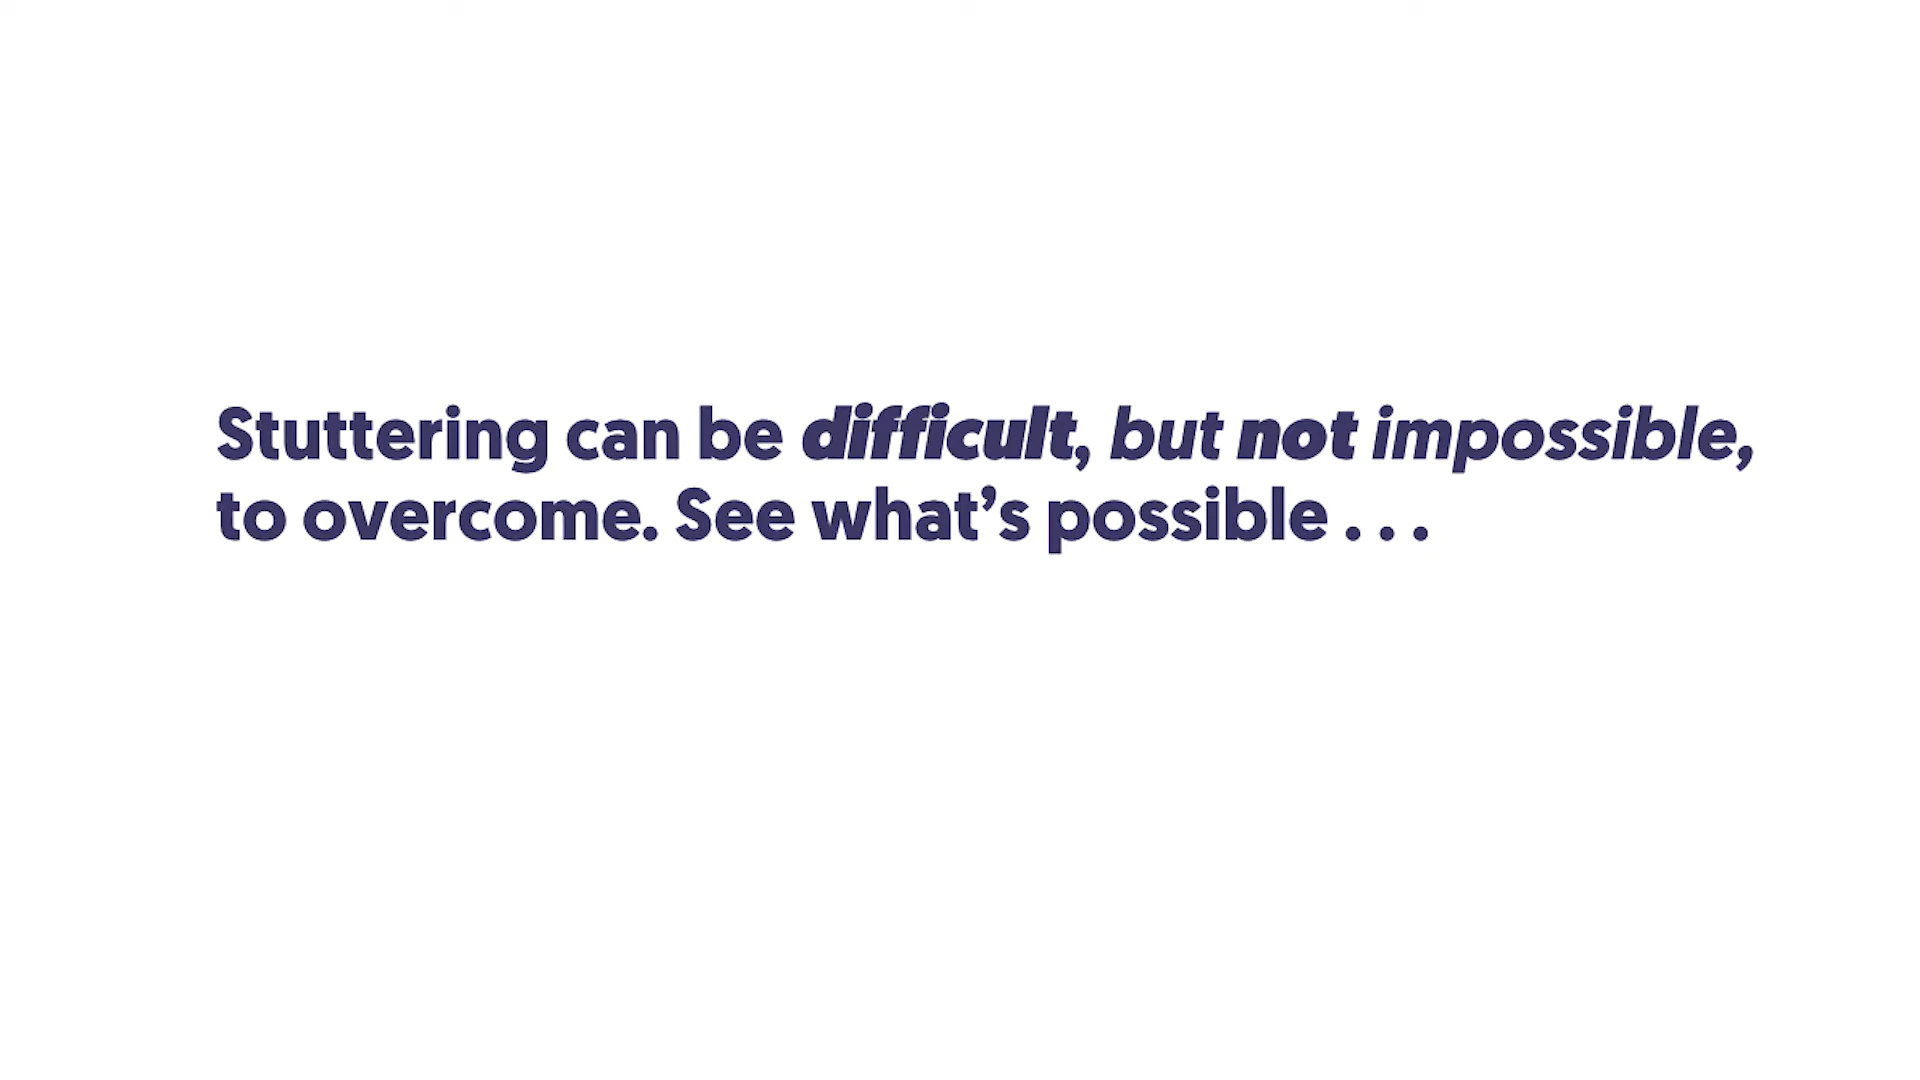 Stuttering can be difficult, but not impossible,
to overcome. See what’s possible . . .